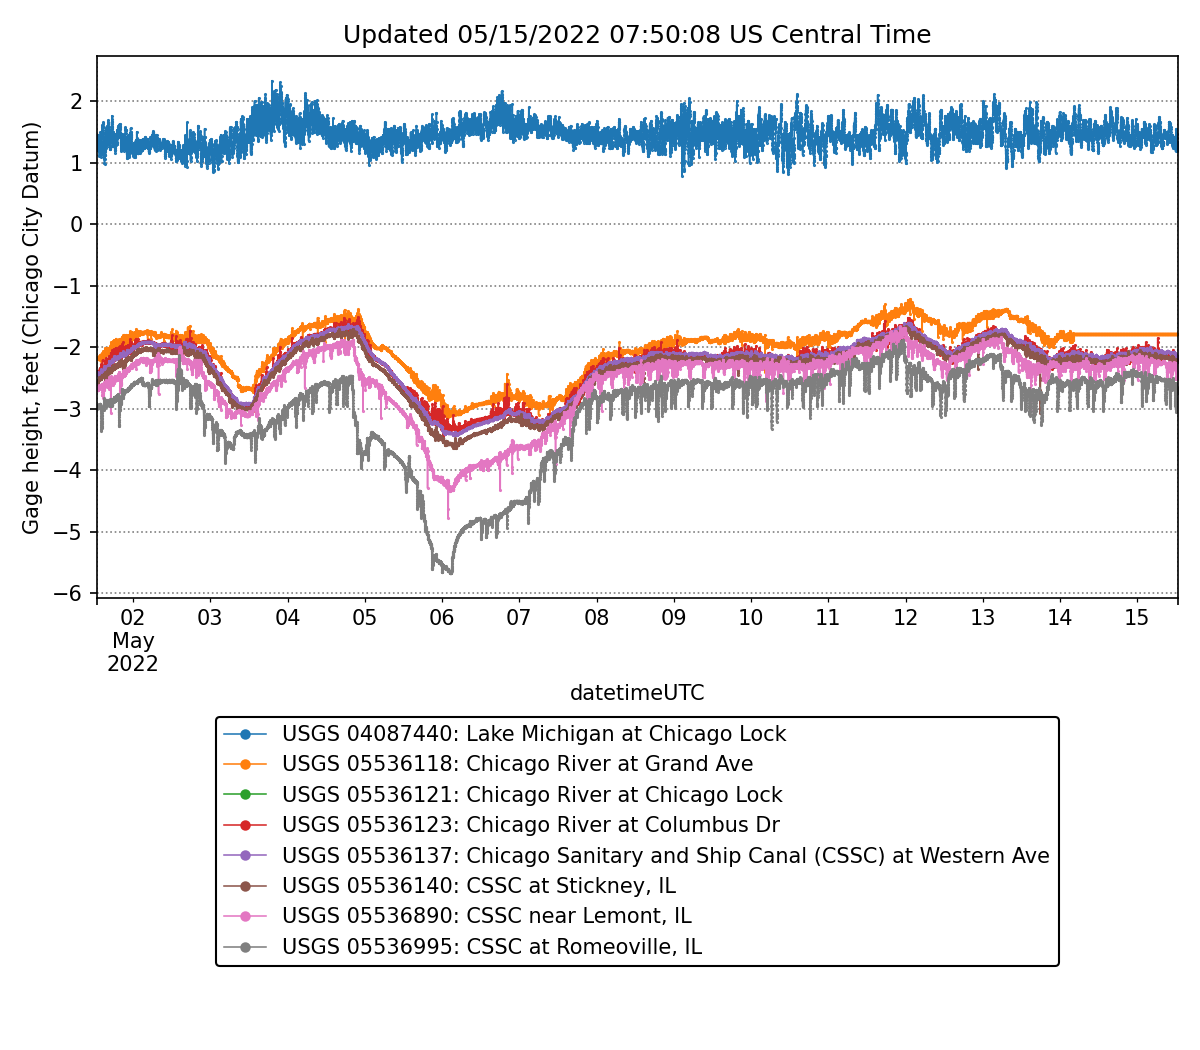 Updated 05/15/2022 07:50:08 US Central Time
Gage height, feet (Chicago City Datum)
2
1
0
−1
−2
−3
−4
−5
−6
02 03 04 05 06 07 08 09 10 11 12 13 14 15
May
2022
datetimeUTC
USGS 04087440: Lake Michigan at Chicago Lock
USGS 05536118: Chicago River at Grand Ave
USGS 05536121: Chicago River at Chicago Lock
USGS 05536123: Chicago River at Columbus Dr
USGS 05536137: Chicago Sanitary and Ship Canal (CSSC) at Western Ave
USGS 05536140: CSSC at Stickney, IL
USGS 05536890: CSSC near Lemont, IL
USGS 05536995: CSSC at Romeoville, IL